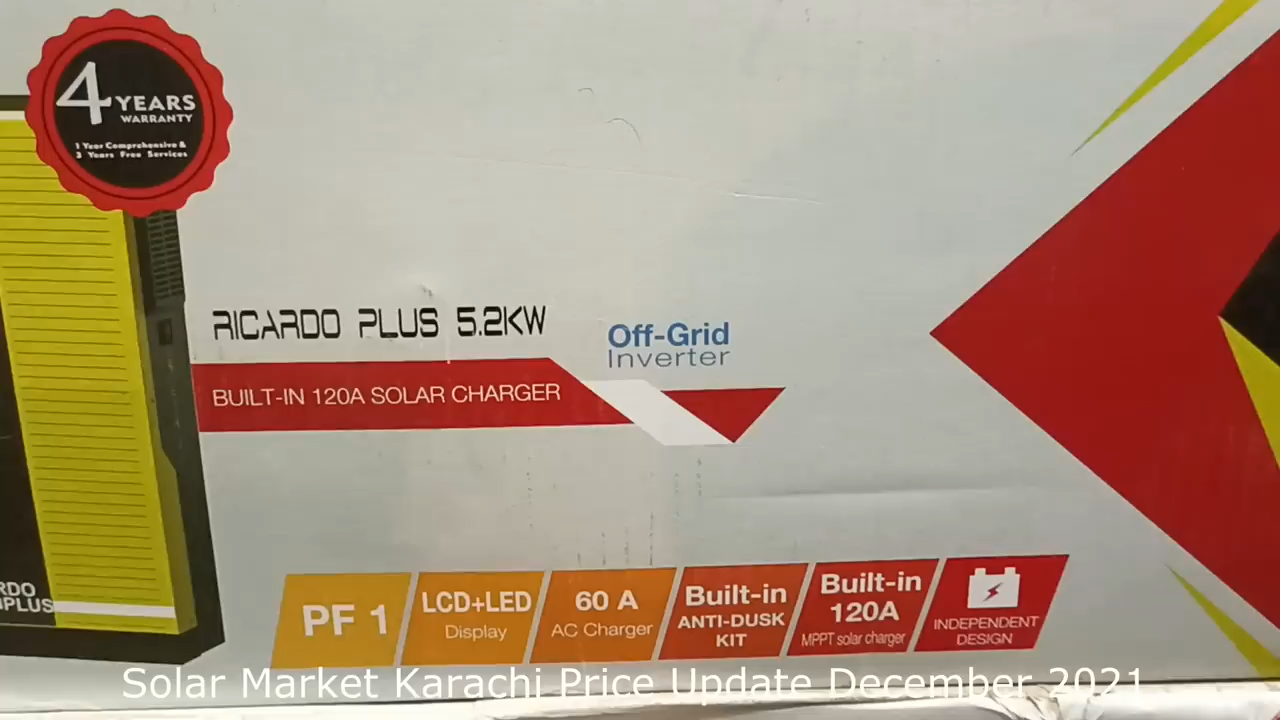 4 YEARS
WARRANTY
1 Year Comprehensive &
3 Years Free Services
RICARDO PLUS 5.2KW
Off-Grid
Inverter
BUILT-IN 120A SOLAR CHARGER
RDO
PLUS
PF 1
LCD+LED
Display
60 A
AC Charger
Built-in
ANTI-DUSK
KIT
Built-in
120A
MPPT solar charger
INDEPENDENT
DESIGN
Solar Market Karachi Price Update December 2021